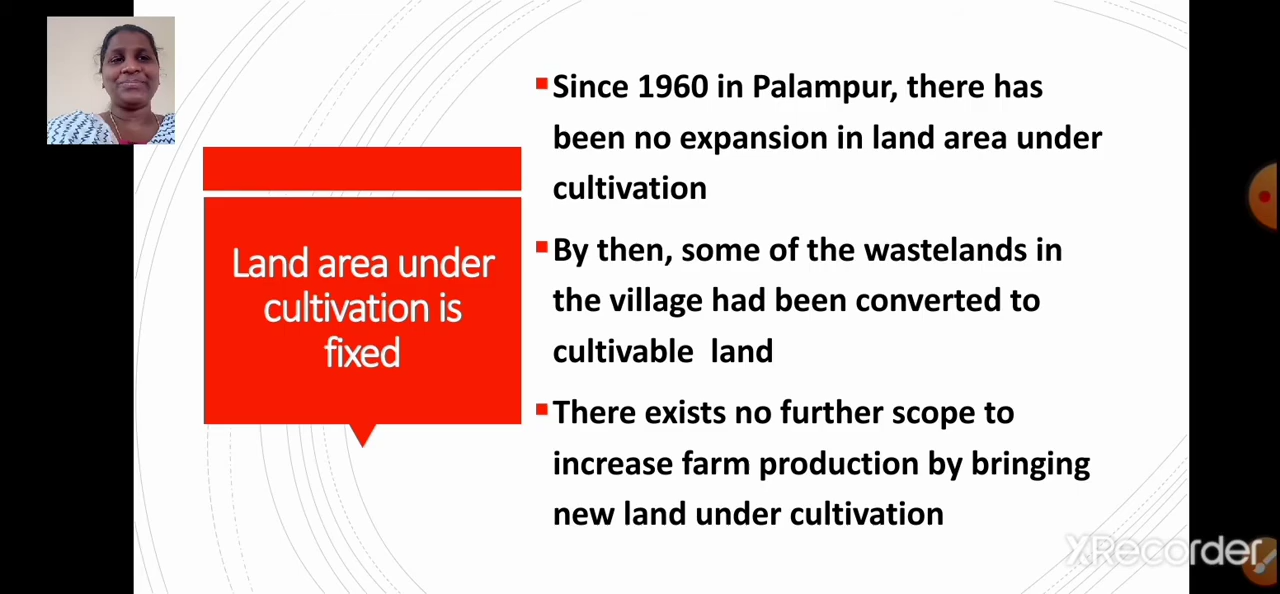 Land area under
cultivation is
fixed
Since 1960 in Palampur, there has
been no expansion in land area under
cultivation
By then, some of the wastelands in
the village had been converted to
cultivable land
There exists no further scope to
increase farm production by bringing
new land under cultivation
XRecorder